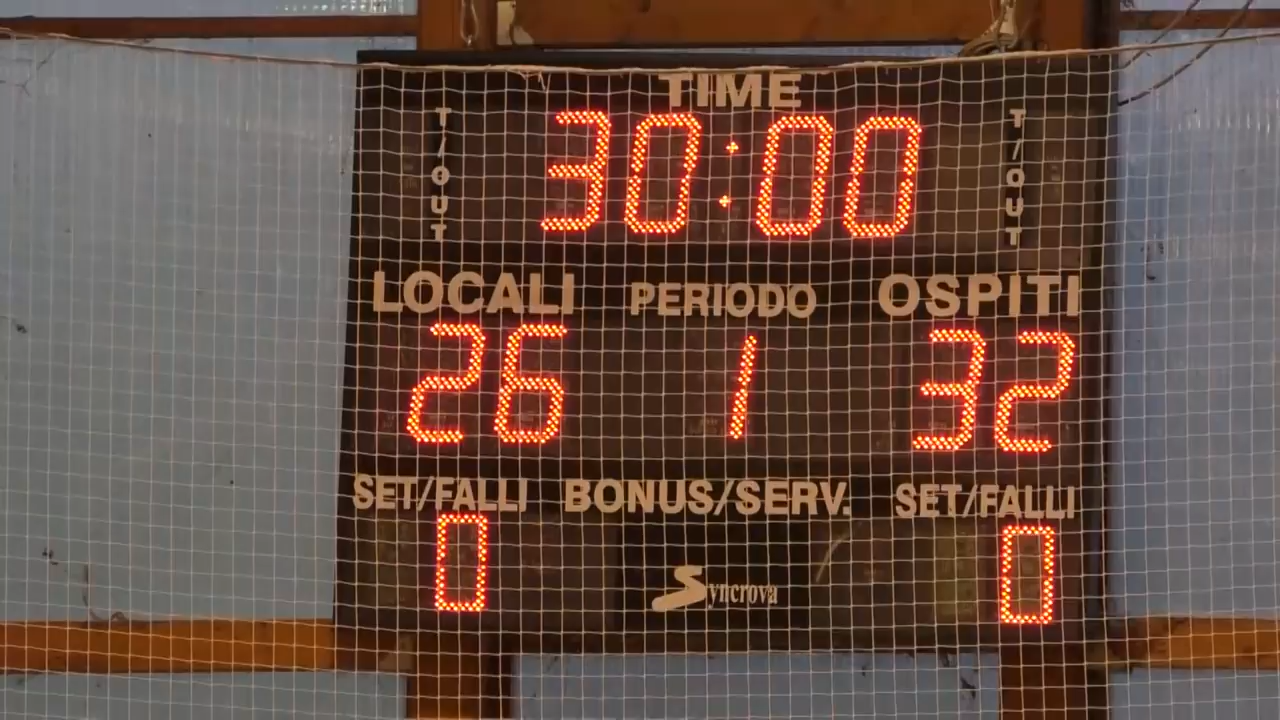 TIME
T/OUT 30:00 T/OUT
LOCALI PERIODO OSPITI
26 1 32
SET/FALLI BONUS/SERV. SET/FALLI
0 Syncrova 0